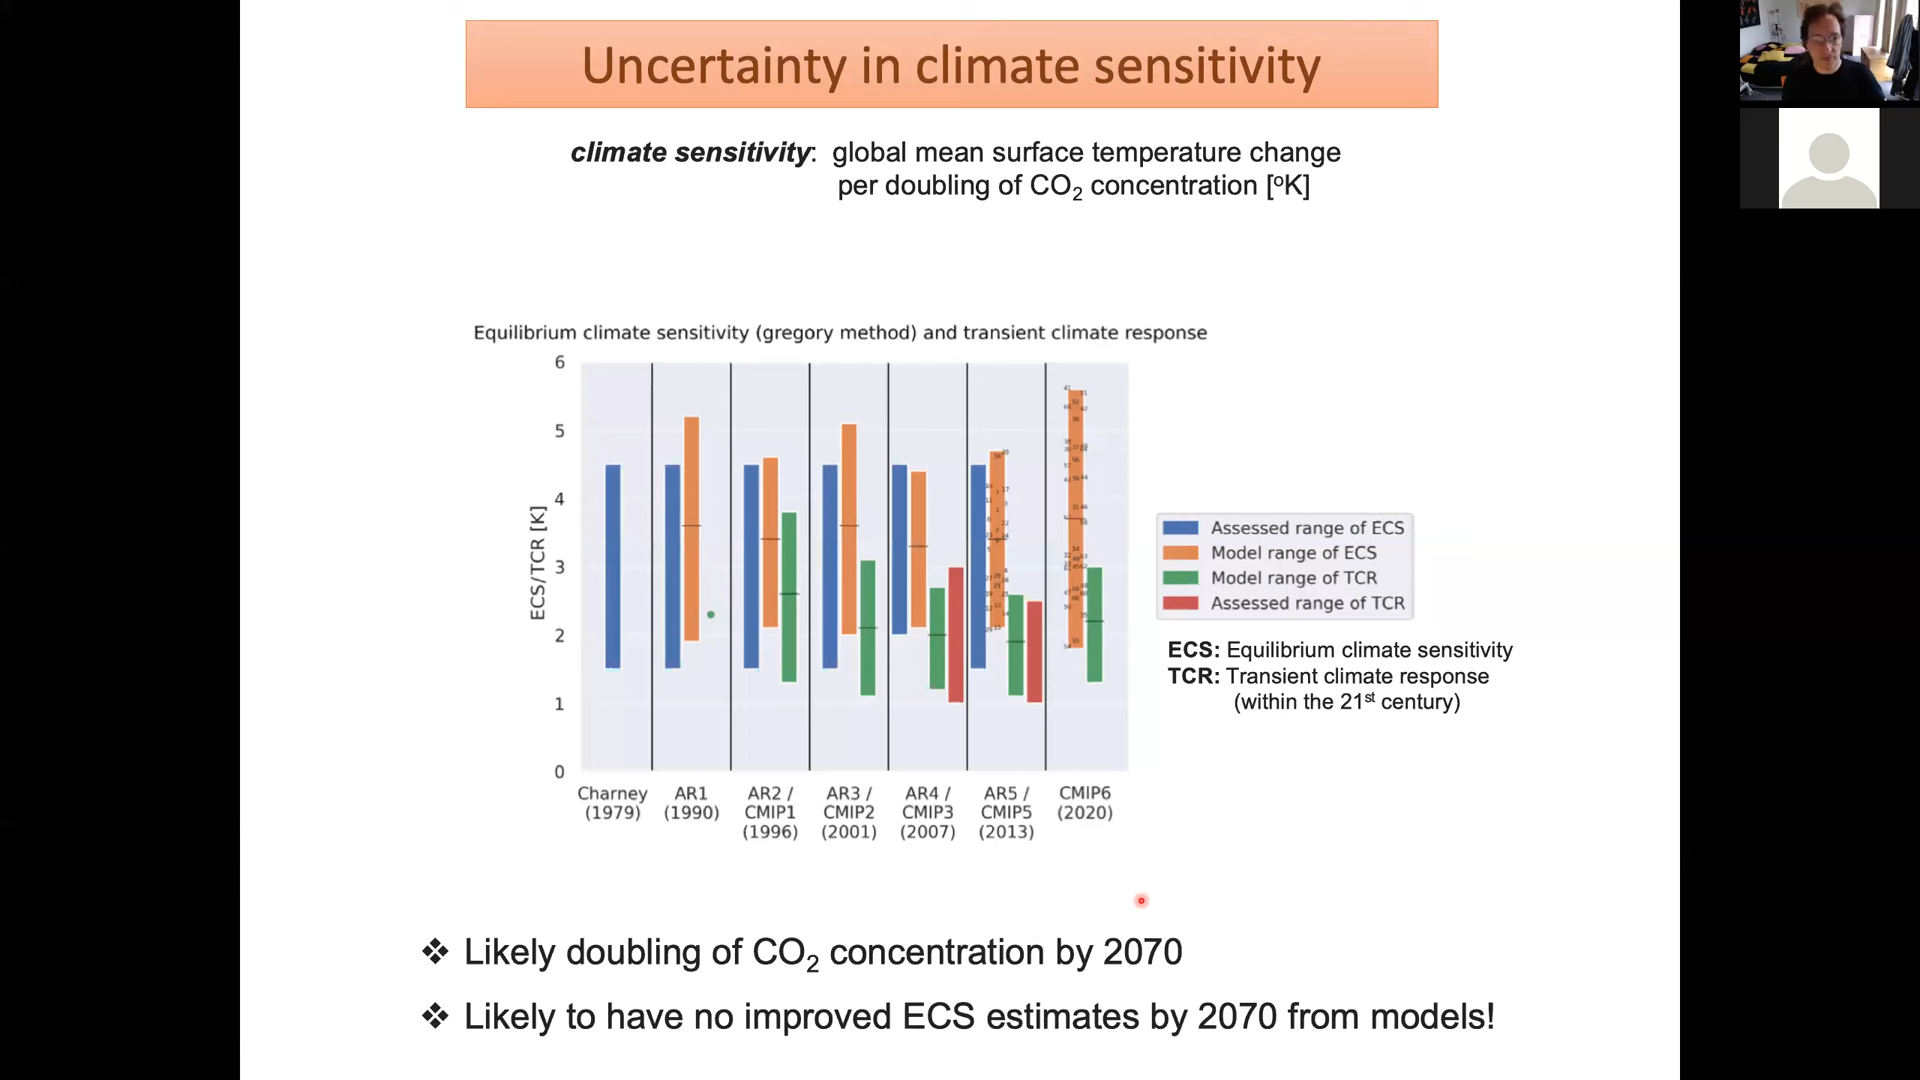 Uncertainty in climate sensitivity
climate sensitivity: global mean surface temperature change
per doubling of CO₂ concentration [ºK]
Equilibrium climate sensitivity (gregory method) and transient climate response
ECS/TCR [K]
6
5
4
3
2
1
0
Charney
(1979)
AR1
(1990)
AR2 /
CMIP1
(1996)
AR3 /
CMIP2
(2001)
AR4 /
CMIP3
(2007)
AR5 /
CMIP5
(2013)
CMIP6
(2020)
Assessed range of ECS
Model range of ECS
Model range of TCR
Assessed range of TCR
ECS: Equilibrium climate sensitivity
TCR: Transient climate response
(within the 21st century)
❖ Likely doubling of CO₂ concentration by 2070
❖ Likely to have no improved ECS estimates by 2070 from models!